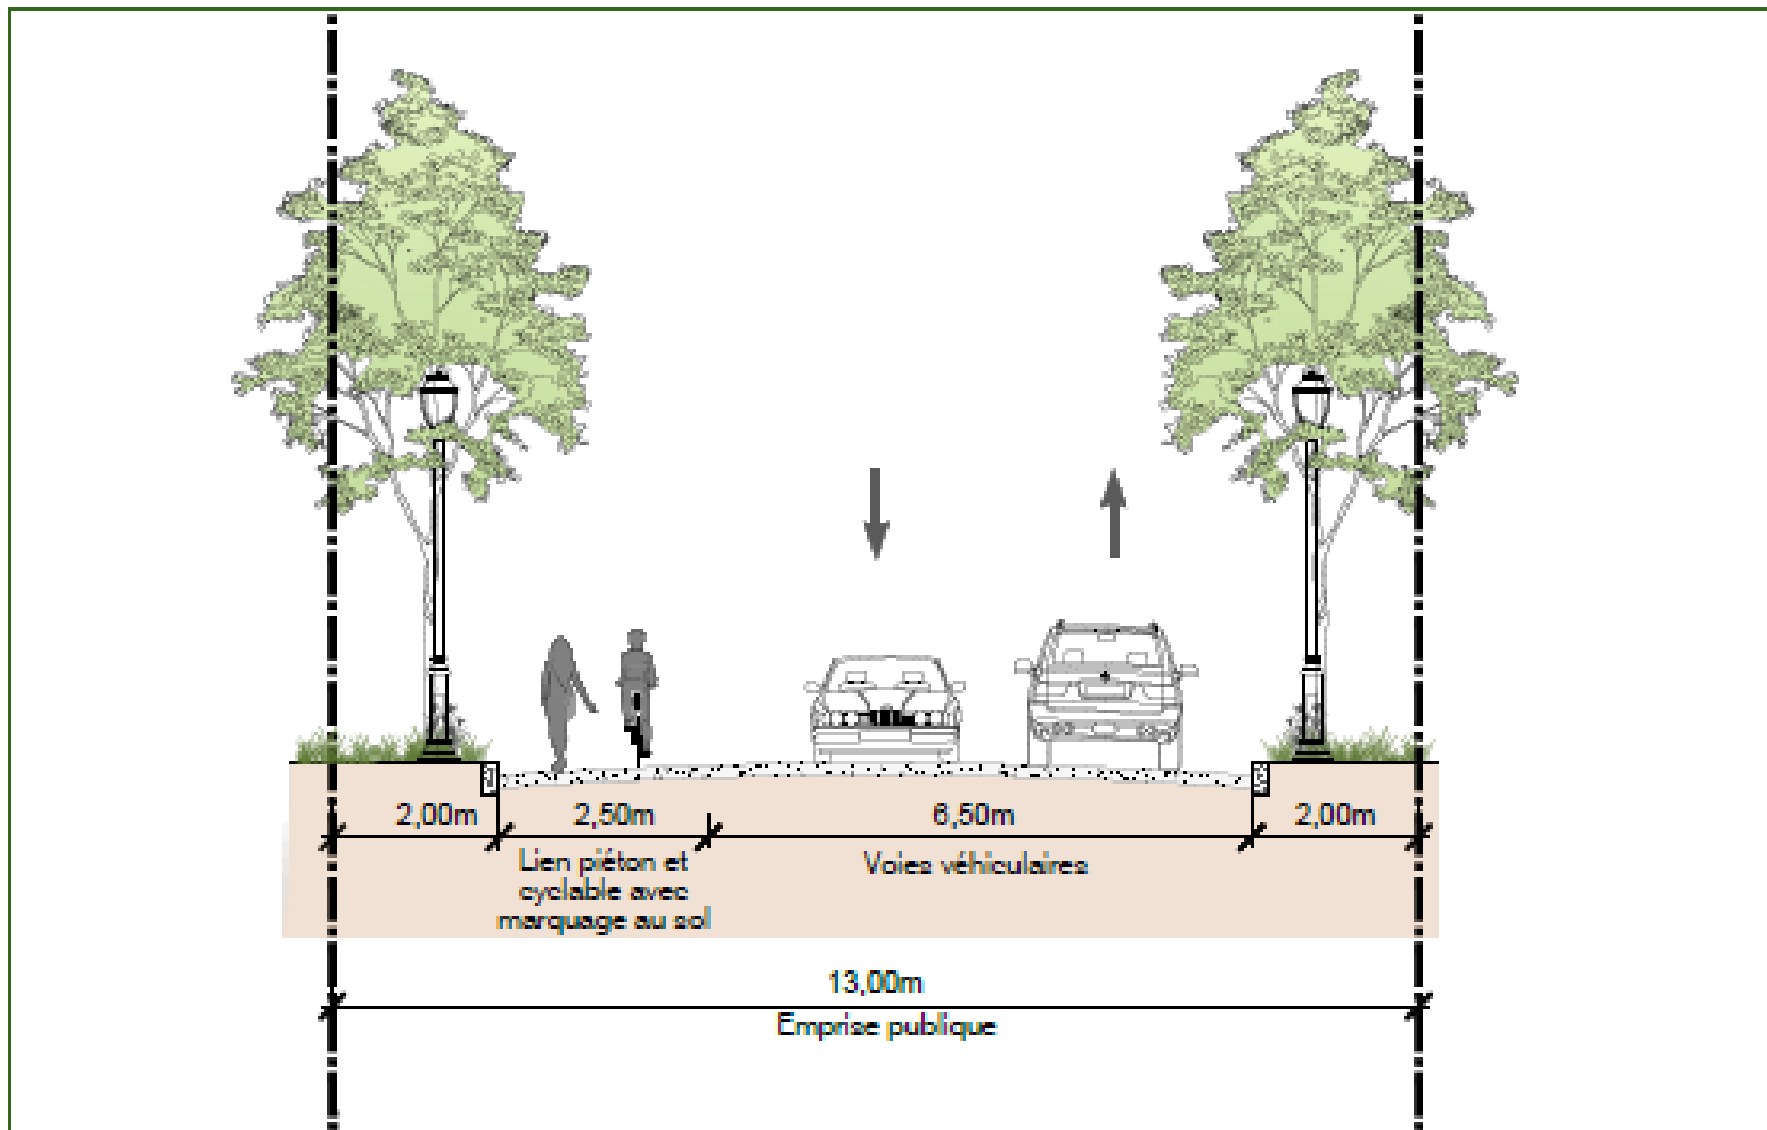 2,00m 2,50m 6,50m 2,00m
Lien piéton et
cyclable avec
marquage au sol
Voies véhiculaires
13,00m
Emprise publique